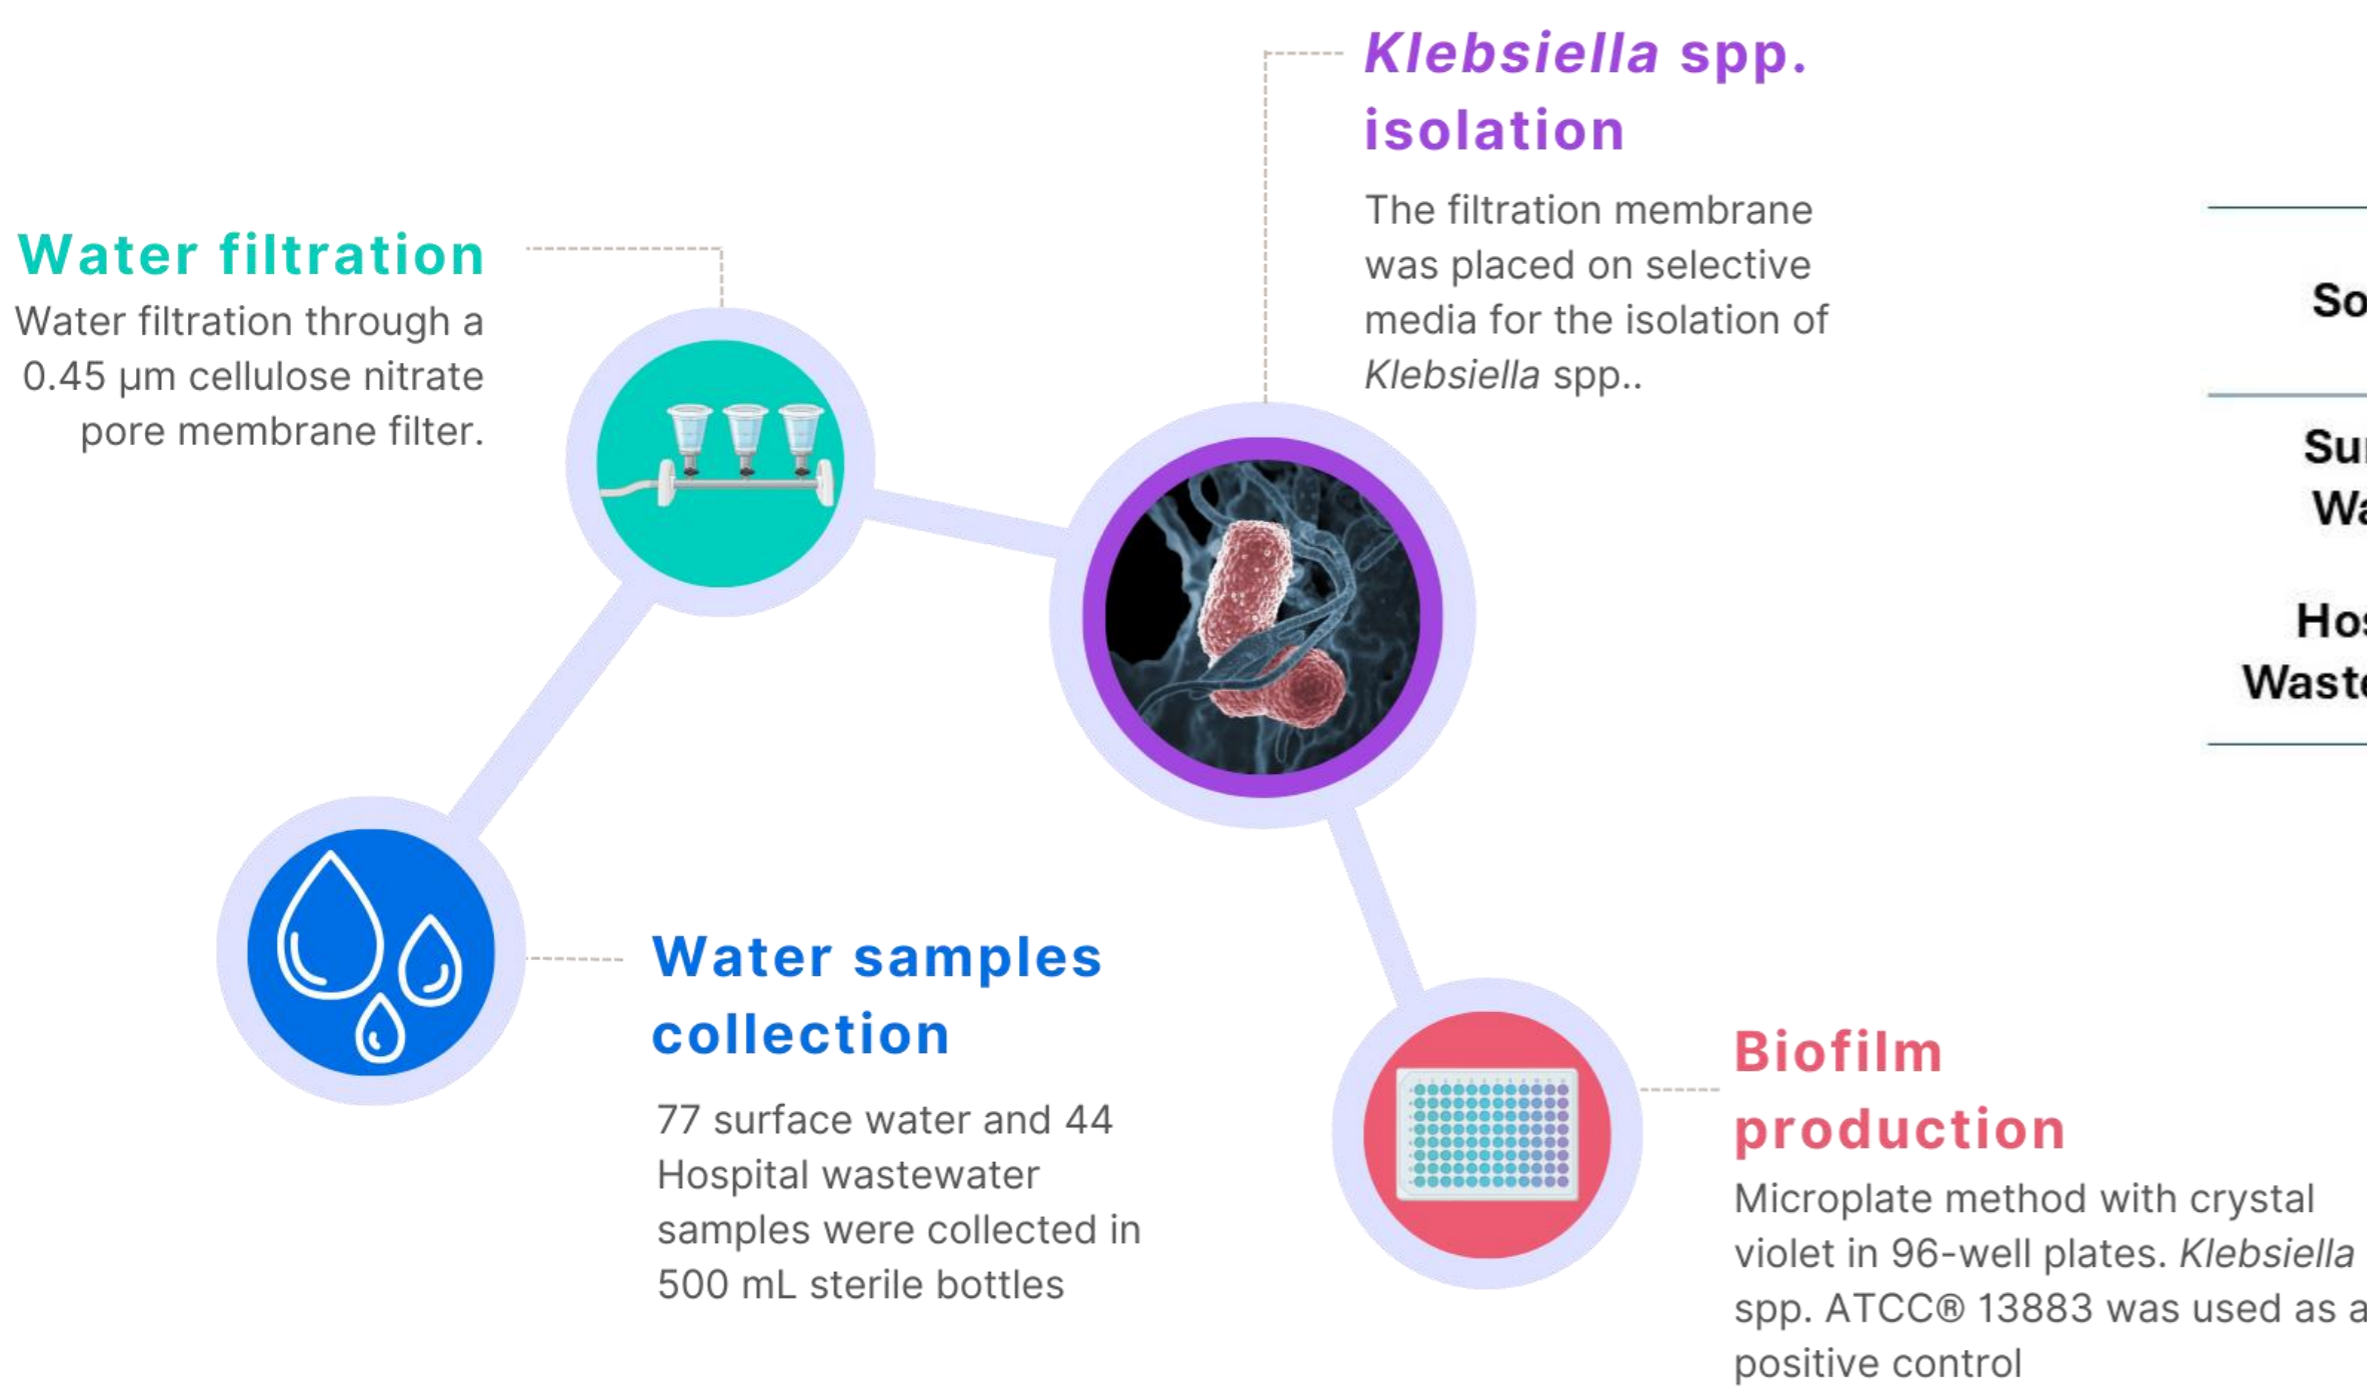 Klebsiella spp.
isolation
The filtration membrane
was placed on selective
media for the isolation of
Klebsiella spp..
Water filtration
Water filtration through a
0.45 µm cellulose nitrate
pore membrane filter.
Water samples
collection
77 surface water and 44
Hospital wastewater
samples were collected in
500 mL sterile bottles
Biofilm
production
Microplate method with crystal
violet in 96-well plates. Klebsiella
spp. ATCC® 13883 was used as a
positive control